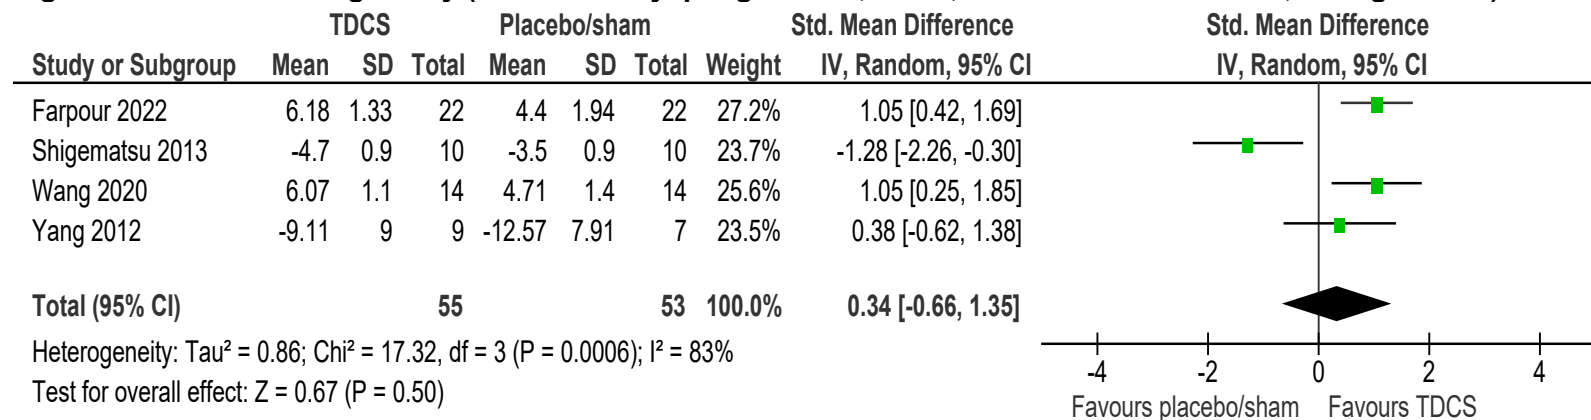 TDCS Placebo/sham Std. Mean Difference Std. Mean Difference
Study or Subgroup Mean SD Total Mean SD Total Weight IV, Random, 95% CI IV, Random, 95% CI
Farpour 2022 6.18 1.33 22 4.4 1.94 22 27.2% 1.05 [0.42, 1.69]
Shigematsu 2013 -4.7 0.9 10 -3.5 0.9 10 23.7% -1.28 [-2.26, -0.30]
Wang 2020 6.07 1.1 14 4.71 1.4 14 25.6% 1.05 [0.25, 1.85]
Yang 2012 -9.11 9 9 -12.57 7.91 7 23.5% 0.38 [-0.62, 1.38]
Total (95% CI) 55 53 100.0% 0.34 [-0.66, 1.35]
Heterogeneity: Tau² = 0.86; Chi² = 17.32, df = 3 (P = 0.0006); I² = 83%
Test for overall effect: Z = 0.67 (P = 0.50)
-4 -2 0 2 4
Favours placebo/sham Favours TDCS